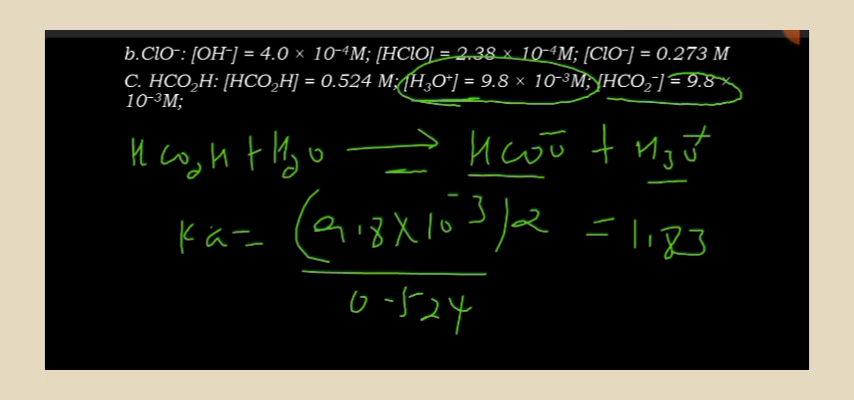 b.ClO⁻: [OH⁻] = 4.0 × 10⁻⁴M; [HClO] = 2.38 × 10⁻⁴M; [ClO⁻] = 0.273 M
C. HCO₂H: [HCO₂H] = 0.524 M; [H₃O⁺] = 9.8 × 10⁻³M; [HCO₂⁻] = 9.8 ×
10⁻³M;
HCO₂H + H₂O ⟶ HCOO⁻ + H₃O⁺
Ka = (9.8×10⁻³)2 = 1.83
0.524